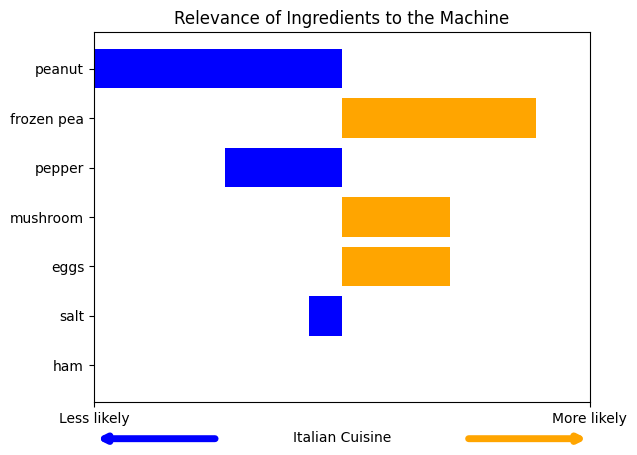 Relevance of Ingredients to the Machine
peanut
frozen pea
pepper
mushroom
eggs
salt
ham
Less likely
More likely
Italian Cuisine